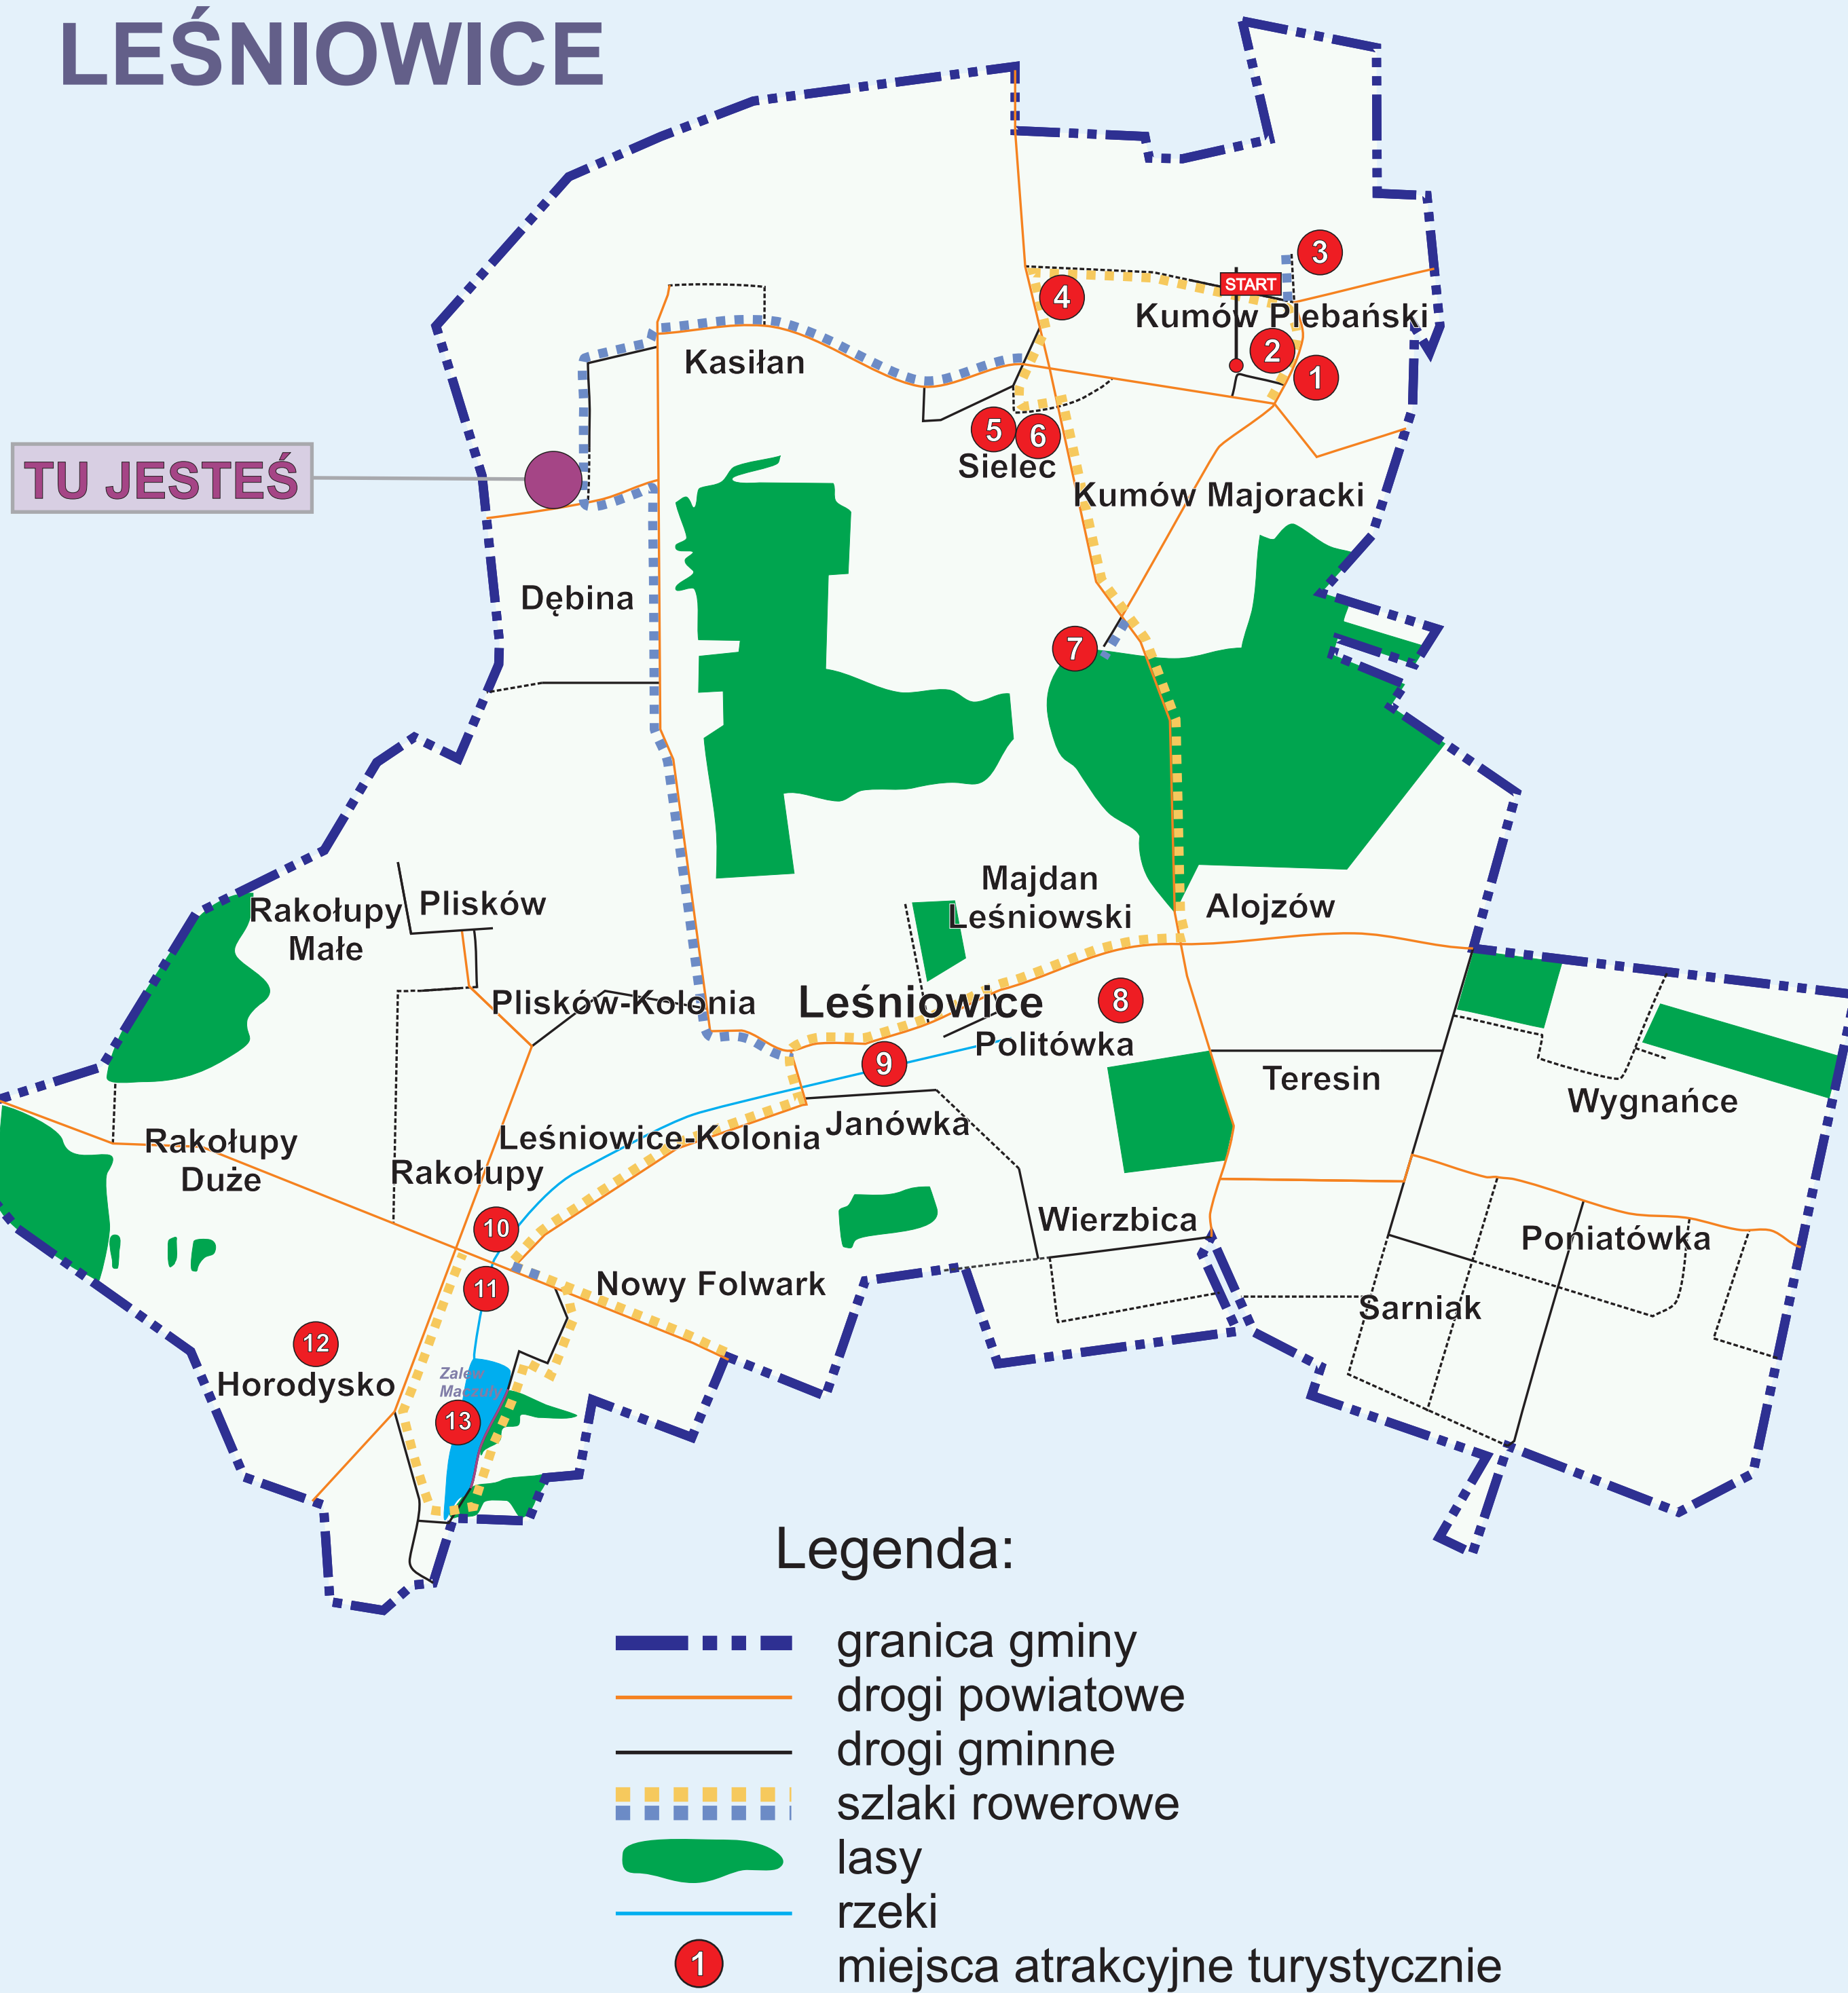 LEŚNIOWICE
3
START
4
Kumów Plebański
2
Kasiłan
1
5
6
Sielec
TU JESTEŚ
Kumów Majoracki
Dębina
7
Majdan
Leśniowski
Alojzów
Rakołupy
Małe
Plisków
Plisków-Kolonia
Leśniowice
8
Politówka
9
Teresin
Wygnańce
Janówka
Leśniowice-Kolonia
Rakołupy
Duże
Rakołupy
10
Wierzbica
Poniatówka
11
Nowy Folwark
Sarniak
12
Horodysko
Zalew
Maczuły
13
Legenda:
granica gminy
drogi powiatowe
drogi gminne
szlaki rowerowe
lasy
rzeki
1
miejsca atrakcyjne turystycznie